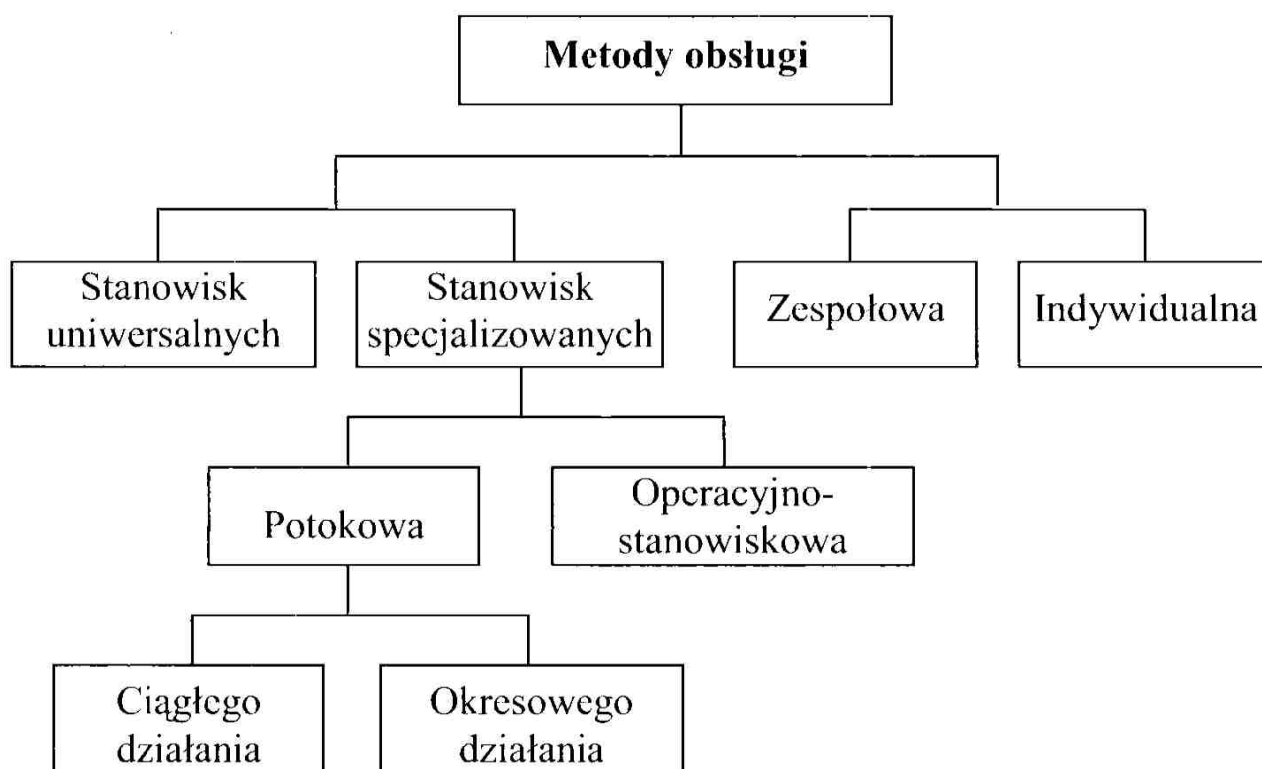 Metody obsługi
Stanowisk
uniwersalnych
Stanowisk
specjalizowanych
Zespołowa
Indywidualna
Potokowa
Operacyjno-
stanowiskowa
Ciągłego
działania
Okresowego
działania